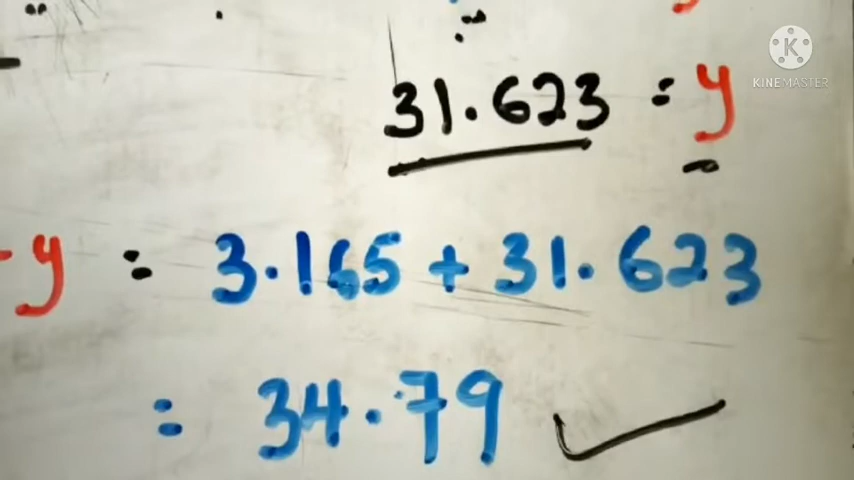 K
KINEMASTER
31.623 = y
-y = 3.165 + 31.623
= 34.79